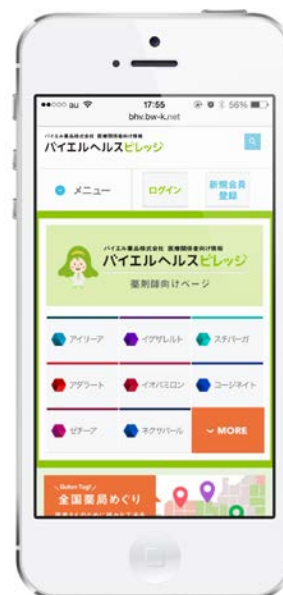 au 17:55 56%
bhv.bw-k.net
バイエル薬品株式会社 医療関係者向け情報
バイエルヘルスビレッジ
メニュー
ログイン
新規会員
登録
バイエル薬品株式会社 医療関係者向け情報
バイエルヘルスビレッジ
薬剤師向けページ
アイリーア
イグザレルト
スチバーガ
アダラート
イオパミロン
コージネイト
ゼチーア
ネクサバール
MORE
Guten Tag!
全国薬局めぐり